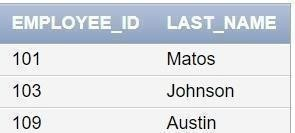 EMPLOYEE_ID LAST_NAME
101 Matos
103 Johnson
109 Austin